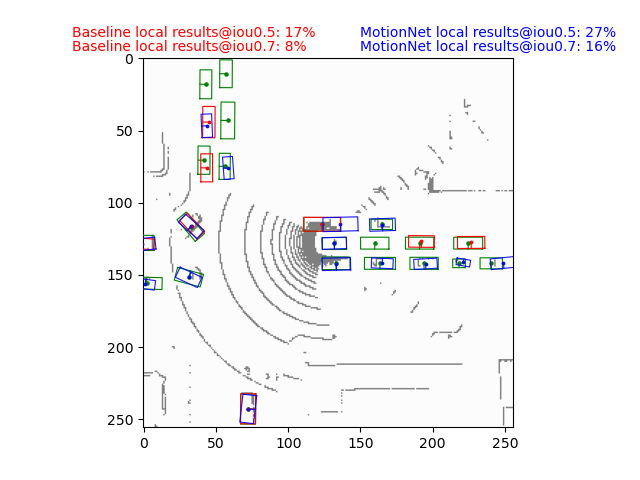 Baseline local results@iou0.5: 17%
Baseline local results@iou0.7: 8%
MotionNet local results@iou0.5: 27%
MotionNet local results@iou0.7: 16%
0
50
100
150
200
250
0 50 100 150 200 250